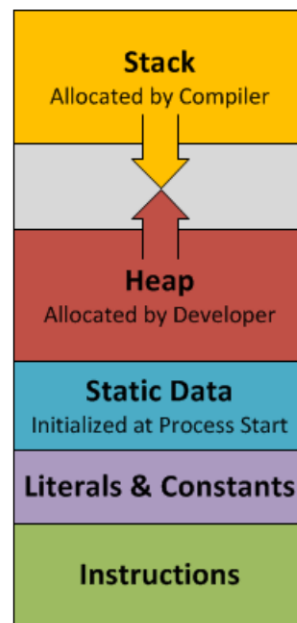 Stack
Allocated by Compiler
Heap
Allocated by Developer
Static Data
Initialized at Process Start
Literals & Constants
Instructions